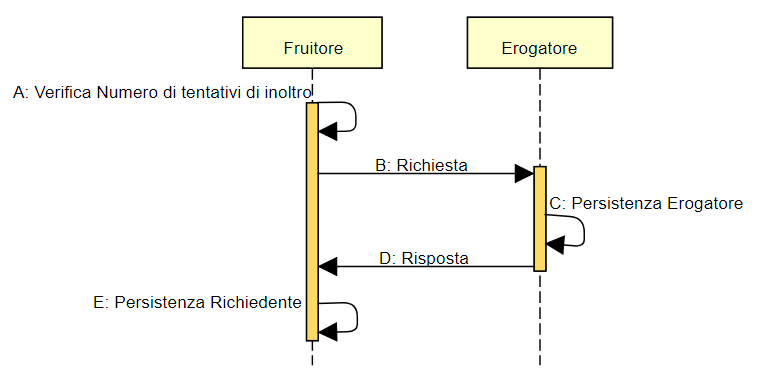 Fruitore
Erogatore
A: Verifica Numero di tentativi di inoltro
B: Richiesta
C: Persistenza Erogatore
D: Risposta
E: Persistenza Richiedente